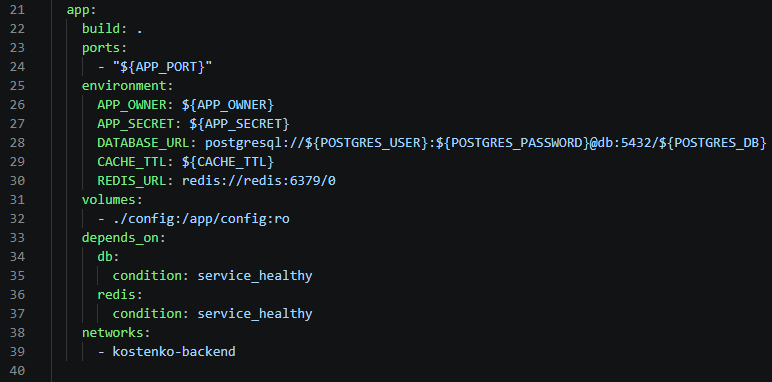 21 app:
22 build: .
23 ports:
24 - "${APP_PORT}"
25 environment:
26 APP_OWNER: ${APP_OWNER}
27 APP_SECRET: ${APP_SECRET}
28 DATABASE_URL: postgresql://${POSTGRES_USER}:${POSTGRES_PASSWORD}@db:5432/${POSTGRES_DB}
29 CACHE_TTL: ${CACHE_TTL}
30 REDIS_URL: redis://redis:6379/0
31 volumes:
32 - ./config:/app/config:ro
33 depends_on:
34 db:
35 condition: service_healthy
36 redis:
37 condition: service_healthy
38 networks:
39 - kostenko-backend
40